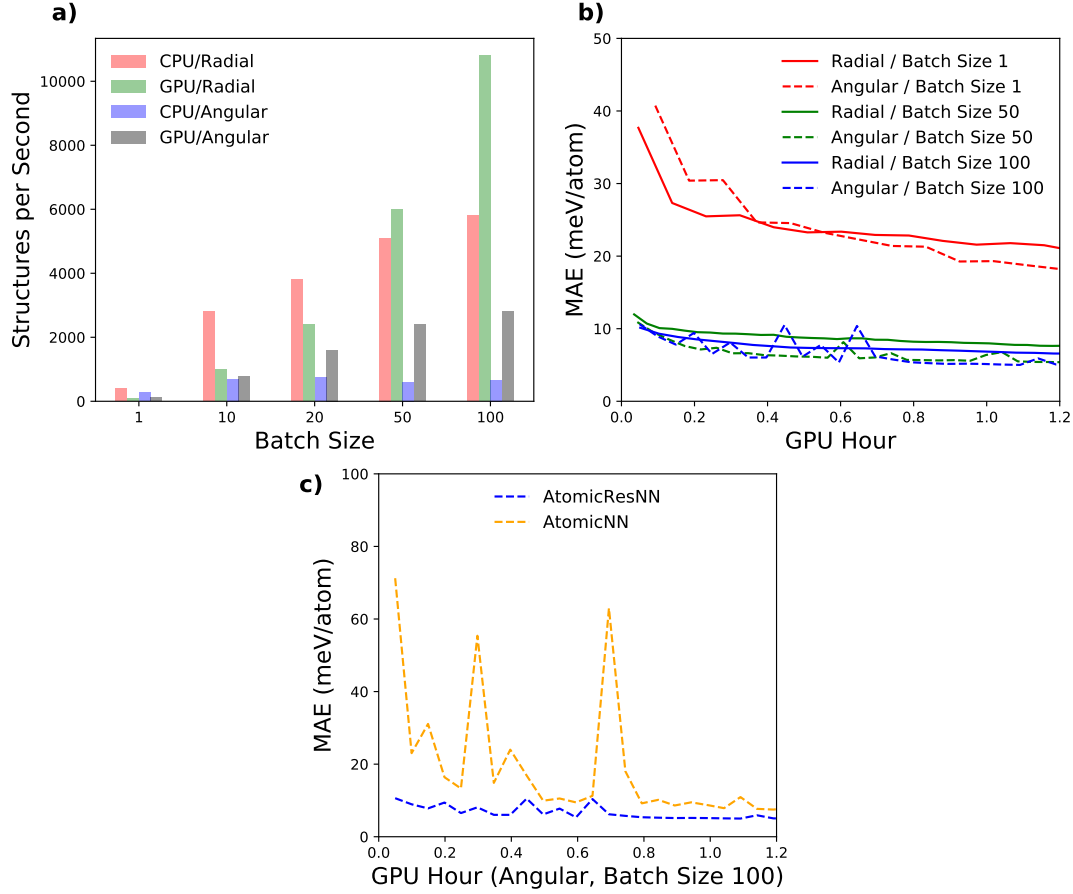 a)
Structures per Second
10000
8000
6000
4000
2000
0
CPU/Radial
GPU/Radial
CPU/Angular
GPU/Angular
1 10 20 50 100
Batch Size
b)
MAE (meV/atom)
50
40
30
20
10
0
Radial / Batch Size 1
Angular / Batch Size 1
Radial / Batch Size 50
Angular / Batch Size 50
Radial / Batch Size 100
Angular / Batch Size 100
0.0 0.2 0.4 0.6 0.8 1.0 1.2
GPU Hour
c)
MAE (meV/atom)
100
80
60
40
20
0
AtomicResNN
AtomicNN
0.0 0.2 0.4 0.6 0.8 1.0 1.2
GPU Hour (Angular, Batch Size 100)